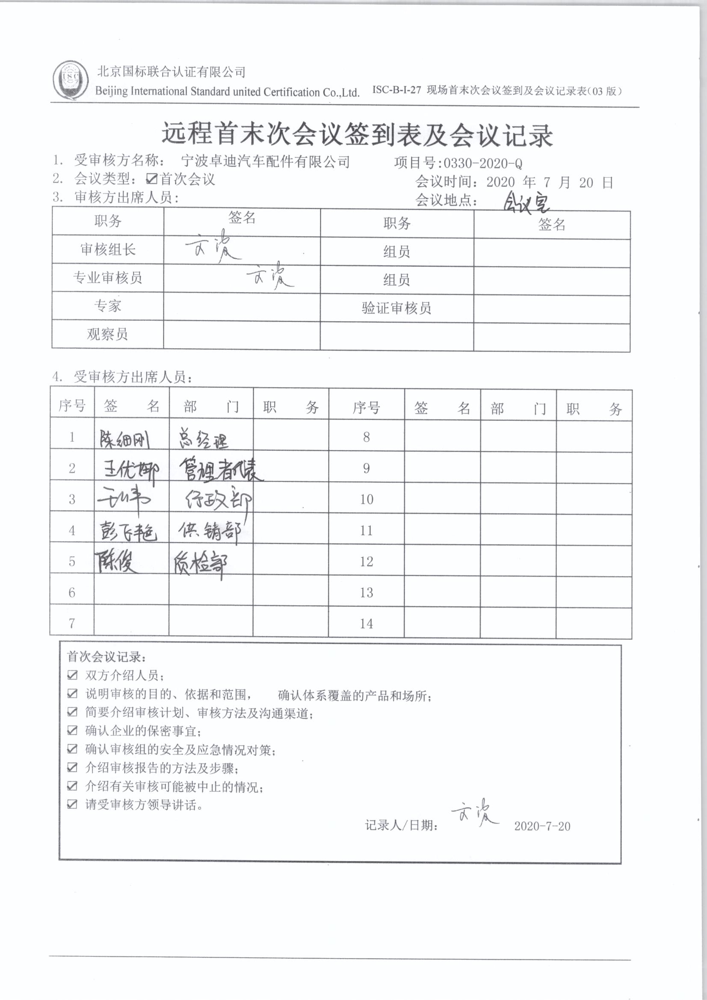 ISC
北京国标联合认证有限公司
Beijing International Standard united Certification Co.,Ltd. ISC-B-I-27 现场首末次会议签到及会议记录表(03 版)
远程首末次会议签到表及会议记录
1. 受审核方名称： 宁波卓迪汽车配件有限公司 项目号:0330-2020-Q
2. 会议类型：☑首次会议 会议时间：2020 年 7 月 20 日
3. 审核方出席人员： 会议地点： 会议室
职务 签名 职务 签名
审核组长 文波 组员
专业审核员 文波 组员
专家 验证审核员
观察员
4. 受审核方出席人员：
序号 签 名 部 门 职 务 序号 签 名 部 门 职 务
1 陈细刚 总经理 8
2 王优娜 管理者代表 9
3 行政部 10
4 彭飞艳 供销部 11
5 陈俊 质检部 12
6 13
7 14
首次会议记录：
☑ 双方介绍人员；
☑ 说明审核的目的、依据和范围， 确认体系覆盖的产品和场所；
☑ 简要介绍审核计划、审核方法及沟通渠道；
☑ 确认企业的保密事宜；
☑ 确认审核组的安全及应急情况对策；
☑ 介绍审核报告的方法及步骤；
☑ 介绍有关审核可能被中止的情况；
☑ 请受审核方领导讲话。
记录人/日期： 文波 2020-7-20